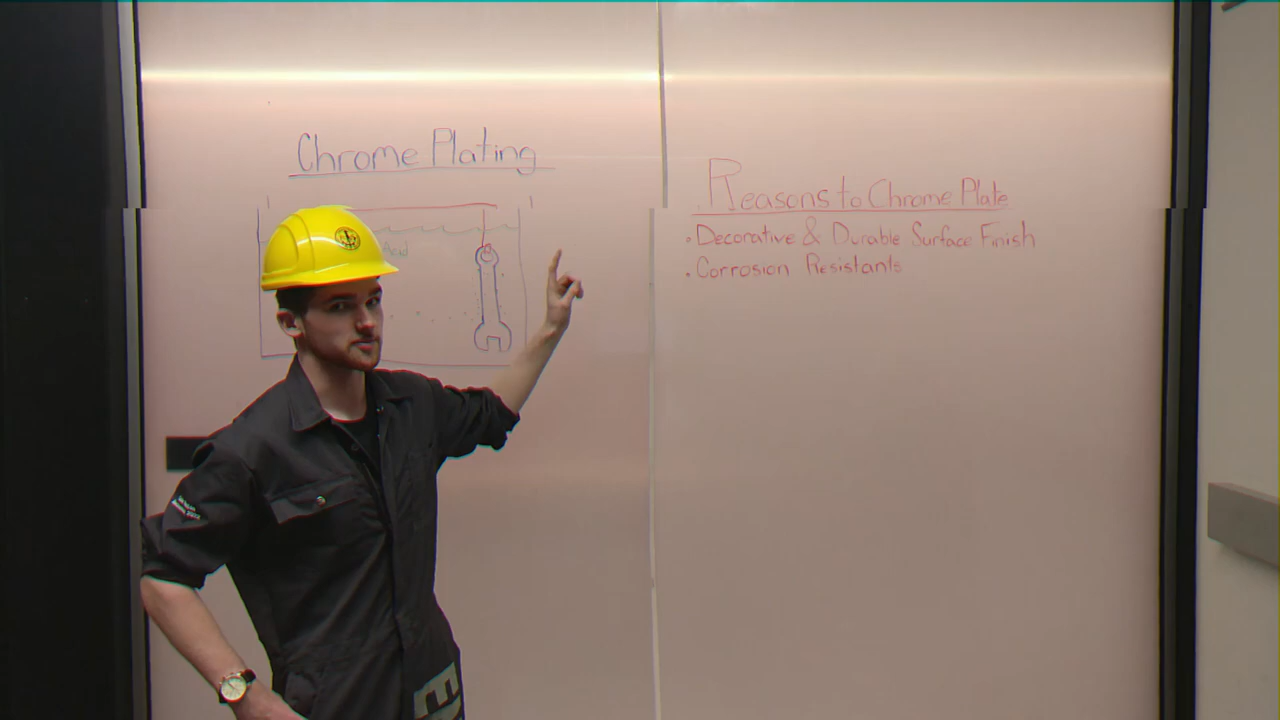 Chrome Plating
Acid
Reasons to Chrome Plate
• Decorative & Durable Surface Finish
• Corrosion Resistants